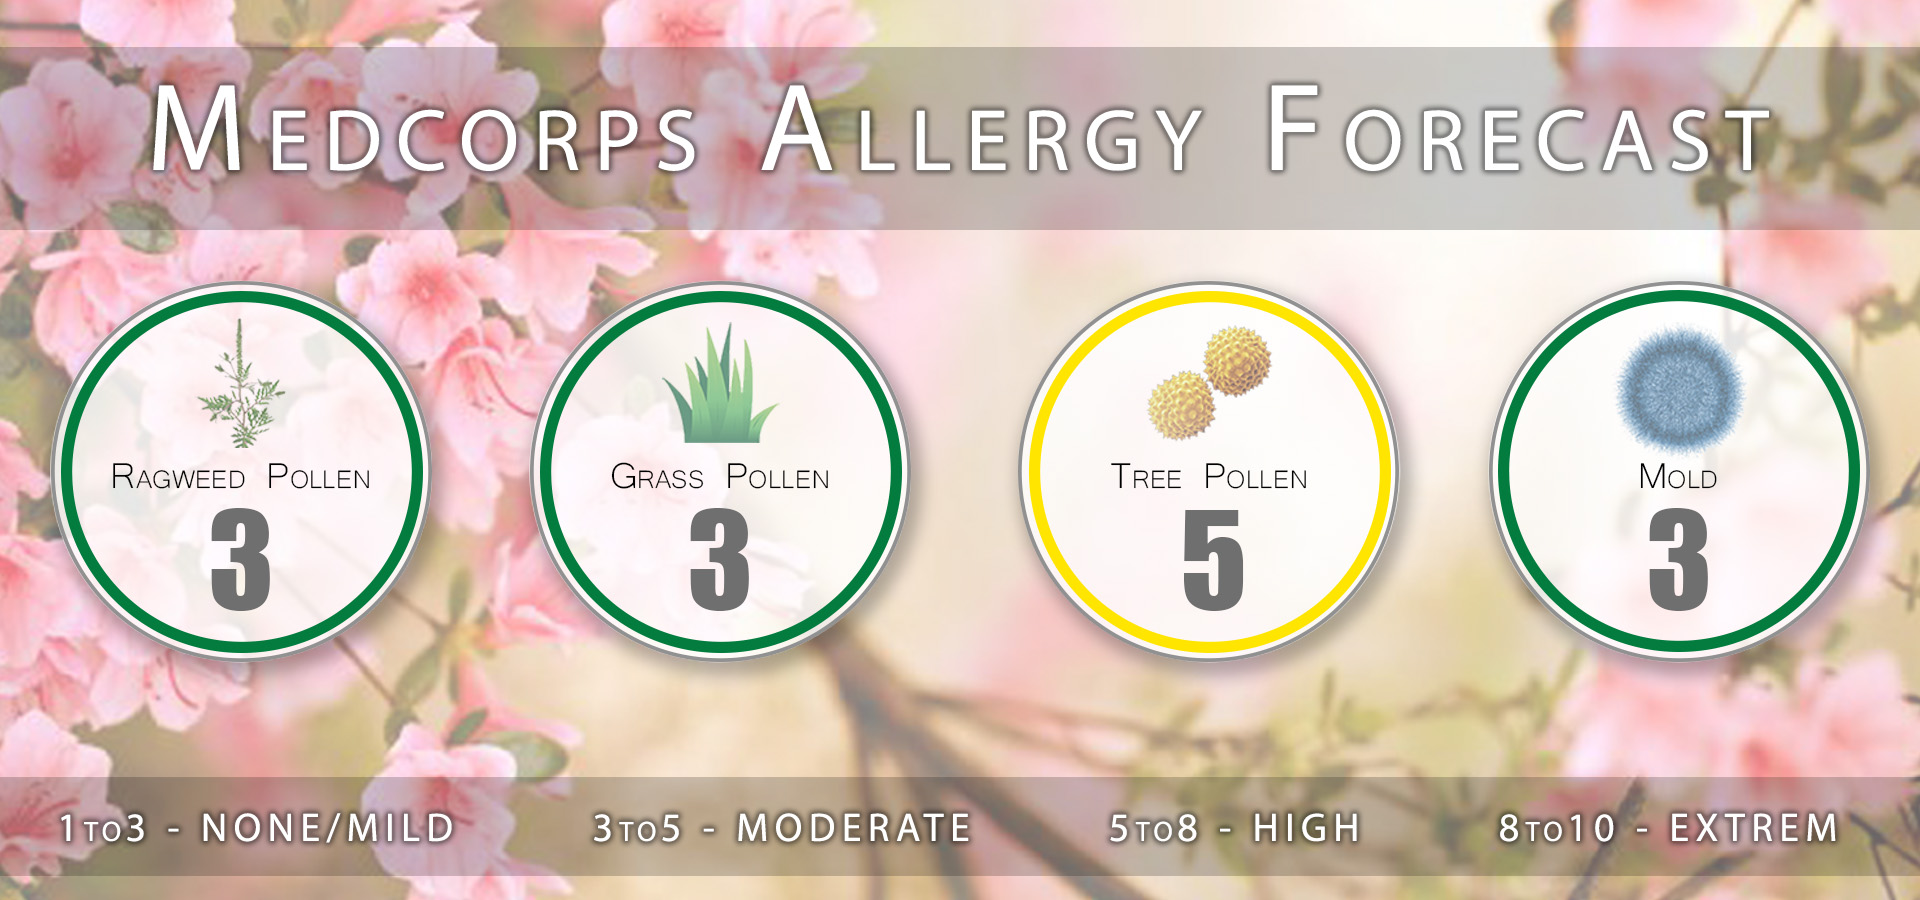 Medcorps Allergy Forecast
Ragweed Pollen
3
Grass Pollen
3
Tree Pollen
5
Mold
3
1to3 - NONE/MILD
3to5 - MODERATE
5to8 - HIGH
8to10 - EXTREM